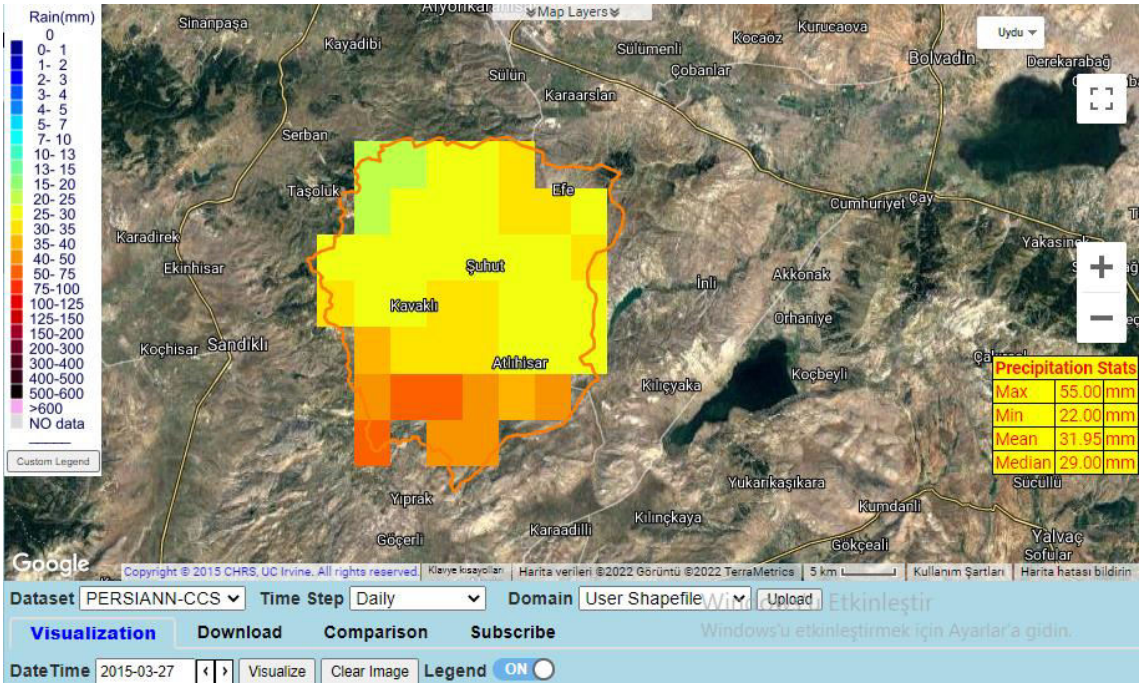 Rain(mm)
0
0- 1
1- 2
2- 3
3- 4
4- 5
5- 7
7- 10
10- 13
13- 15
15- 20
20- 25
25- 30
30- 35
35- 40
40- 50
50- 75
75-100
100-125
125-150
150-200
200-300
300-400
400-500
500-600
>600
NO data
Custom Legend
Map Layers
Uydu
Sinanpaşa
Kayadibi
Sülün
Karaarslan
Sülümenli
Kocaöz
Kurucaova
Çobanlar
Bolvadin
Derekarabağ
Serban
Taşoluk
Efe
Cumhuriyet
Çay
Karadirek
Ekinhisar
Şuhut
Yakasinek
Kavaklı
İnli
Akkonak
Orhaniye
Koçhisar
Sandıklı
Atlıhisar
Kılıçyaka
Koçbeyli
Precipitation Stats
Max 55.00 mm
Min 22.00 mm
Mean 31.95 mm
Median 29.00 mm
Yıprak
Yukarıkaşıkara
Sücüllü
Kumdanlı
Karaadilli
Kılınçkaya
Göçerli
Gökçeali
Yalvaç
Sofular
Google
Copyright © 2015 CHRS, UC Irvine. All rights reserved.
Klavye kısayolları
Harita verileri ©2022 Görüntü ©2022 TerraMetrics
5 km
Kullanım Şartları
Harita hatası bildirin
Dataset PERSIANN-CCS Time Step Daily Domain User Shapefile Upload
Visualization Download Comparison Subscribe
Windows'u etkinleştirmek için Ayarlar'a gidin.
DateTime 2015-03-27 Visualize Clear Image Legend ON